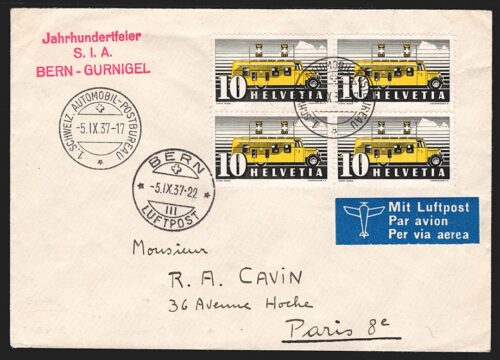 Jahrhundertfeier
S. I. A.
BERN - GURNIGEL
1. SCHWEIZ. AUTOMOBIL-POSTBUREAU
-5.IX.37-17
BERN
-5.IX.37-22
III
LUFTPOST
10 HELVETIA
10 HELVETIA
10 HELVETIA
10 HELVETIA
Mit Luftpost
Par avion
Per via aerea
Monsieur
R. A. CAVIN
36 Avenue Hoche
Paris 8e